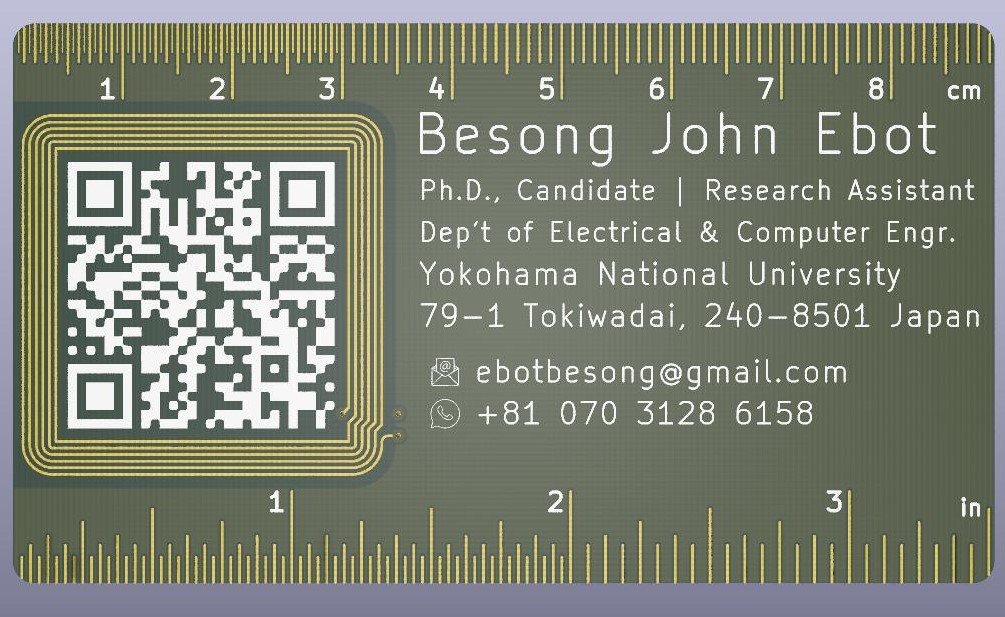 1 2 3 4 5 6 7 8 cm
Besong John Ebot
Ph.D., Candidate | Research Assistant
Dep't of Electrical & Computer Engr.
Yokohama National University
79-1 Tokiwadai, 240-8501 Japan
ebotbesong@gmail.com
+81 070 3128 6158
1 2 3 in